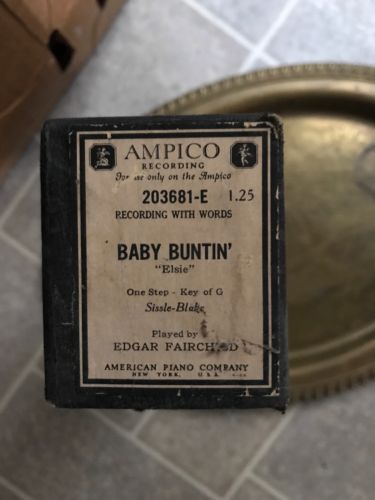 AMPICO
RECORDING
For use only on the Ampico
203681-E 1.25
RECORDING WITH WORDS
BABY BUNTIN'
"Elsie"
One Step - Key of G
Sissle-Blake
Played by
EDGAR FAIRCHILD
AMERICAN PIANO COMPANY
NEW YORK, U.S.A.